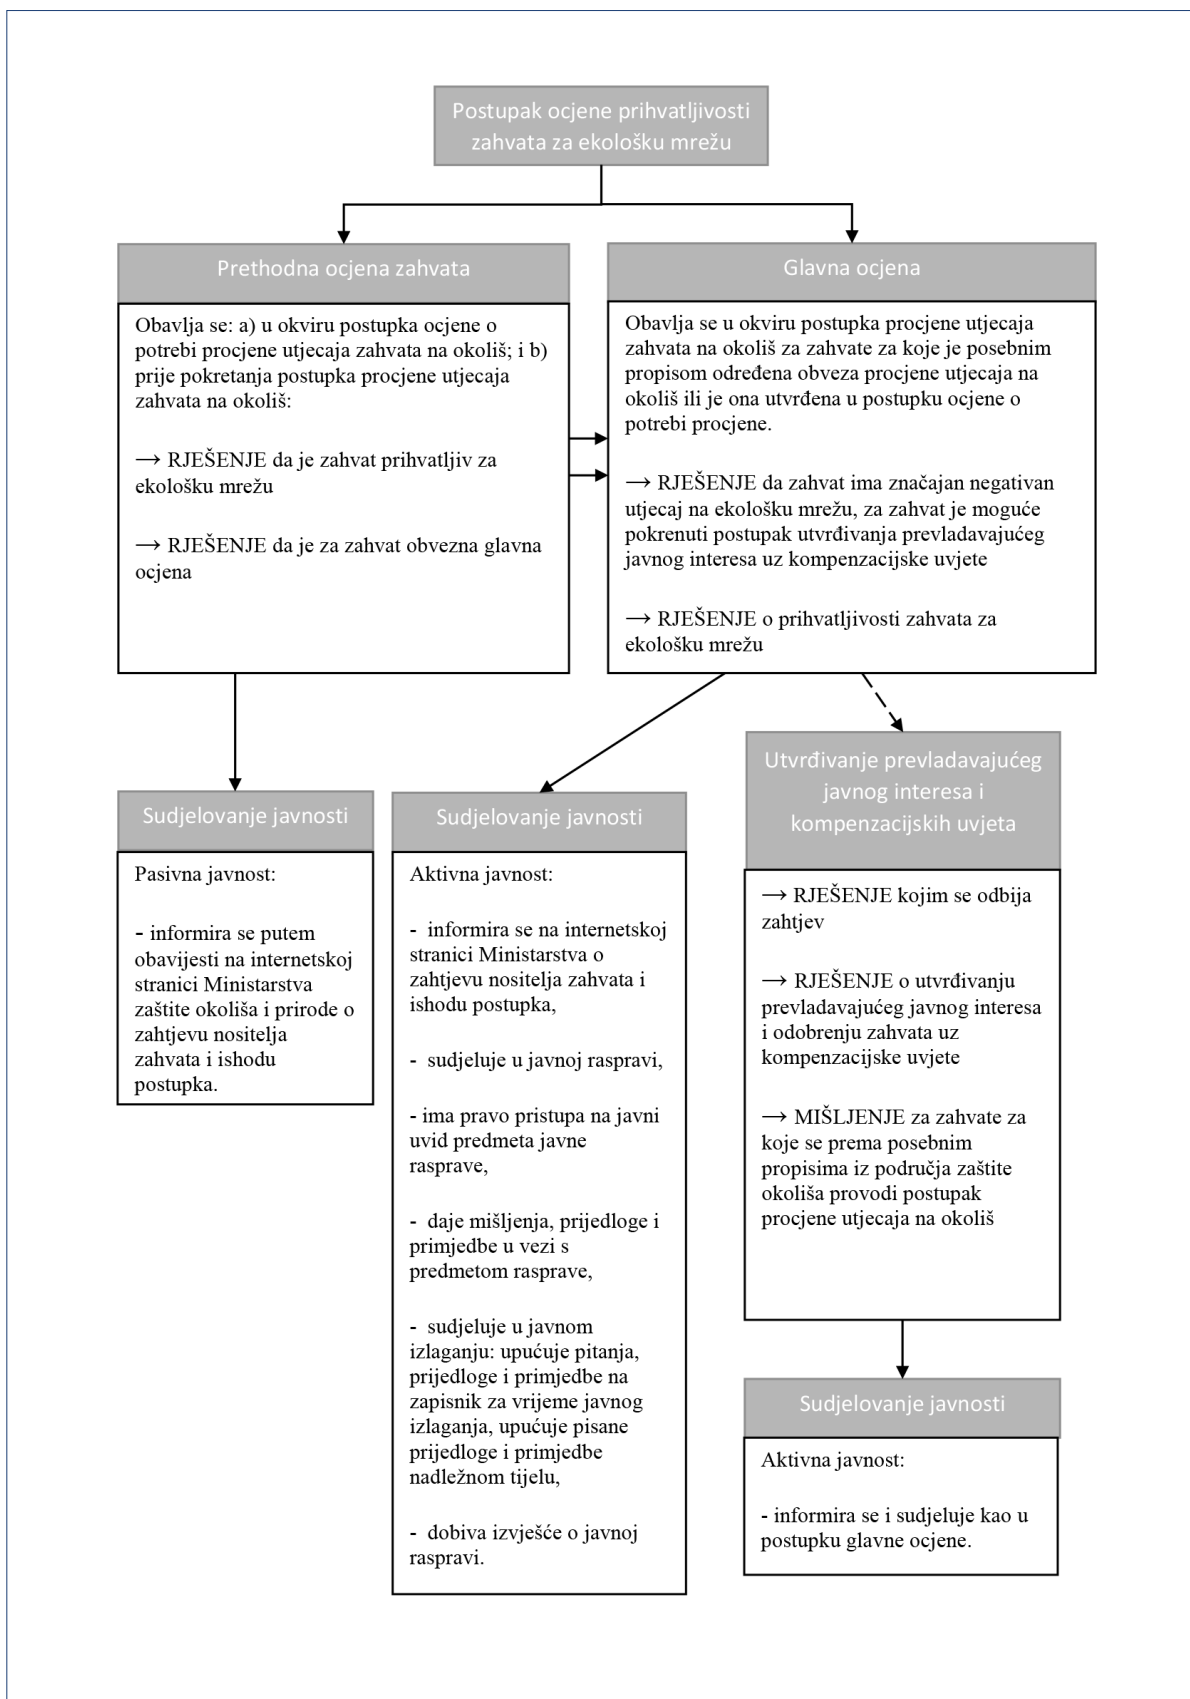 Postupak ocjene prihvatljivosti
zahvata za ekološku mrežu
Prethodna ocjena zahvata
Obavlja se: a) u okviru postupka ocjene o
potrebi procjene utjecaja zahvata na okoliš; i b)
prije pokretanja postupka procjene utjecaja
zahvata na okoliš:
→ RJEŠENJE da je zahvat prihvatljiv za
ekološku mrežu
→ RJEŠENJE da je za zahvat obvezna glavna
ocjena
Glavna ocjena
Obavlja se u okviru postupka procjene utjecaja
zahvata na okoliš za zahvate za koje je posebnim
propisom određena obveza procjene utjecaja na
okoliš ili je ona utvrđena u postupku ocjene o
potrebi procjene.
→ RJEŠENJE da zahvat ima značajan negativan
utjecaj na ekološku mrežu, za zahvat je moguće
pokrenuti postupak utvrđivanja prevladavajućeg
javnog interesa uz kompenzacijske uvjete
→ RJEŠENJE o prihvatljivosti zahvata za
ekološku mrežu
Sudjelovanje javnosti
Pasivna javnost:
- informira se putem
obavijesti na internetskoj
stranici Ministarstva
zaštite okoliša i prirode o
zahtjevu nositelja
zahvata i ishodu
postupka.
Sudjelovanje javnosti
Aktivna javnost:
- informira se na internetskoj
stranici Ministarstva o
zahtjevu nositelja zahvata i
ishodu postupka,
- sudjeluje u javnoj raspravi,
- ima pravo pristupa na javni
uvid predmeta javne
rasprave,
- daje mišljenja, prijedloge i
primjedbe u vezi s
predmetom rasprave,
- sudjeluje u javnom
izlaganju: upućuje pitanja,
prijedloge i primjedbe na
zapisnik za vrijeme javnog
izlaganja, upućuje pisane
prijedloge i primjedbe
nadležnom tijelu,
- dobiva izvješće o javnoj
raspravi.
Utvrđivanje prevladavajućeg
javnog interesa i
kompenzacijskih uvjeta
→ RJEŠENJE kojim se odbija
zahtjev
→ RJEŠENJE o utvrđivanju
prevladavajućeg javnog interesa
i odobrenju zahvata uz
kompenzacijske uvjete
→ MIŠLJENJE za zahvate za
koje se prema posebnim
propisima iz područja zaštite
okoliša provodi postupak
procjene utjecaja na okoliš
Sudjelovanje javnosti
Aktivna javnost:
- informira se i sudjeluje kao u
postupku glavne ocjene.